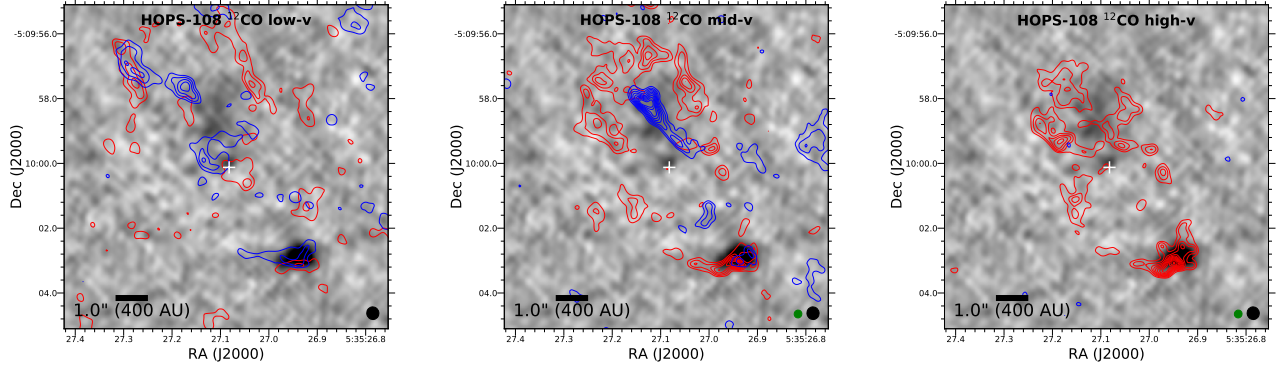 HOPS-108 ¹²CO low-v
-5:09:56.0
58.0
10:00.0
02.0
04.0
Dec (J2000)
1.0" (400 AU)
27.4 27.3 27.2 27.1 27.0 26.9 5:35:26.8
RA (J2000)
HOPS-108 ¹²CO mid-v
-5:09:56.0
58.0
10:00.0
02.0
04.0
Dec (J2000)
1.0" (400 AU)
27.4 27.3 27.2 27.1 27.0 26.9 5:35:26.8
RA (J2000)
HOPS-108 ¹²CO high-v
-5:09:56.0
58.0
10:00.0
02.0
04.0
Dec (J2000)
1.0" (400 AU)
27.4 27.3 27.2 27.1 27.0 26.9 5:35:26.8
RA (J2000)